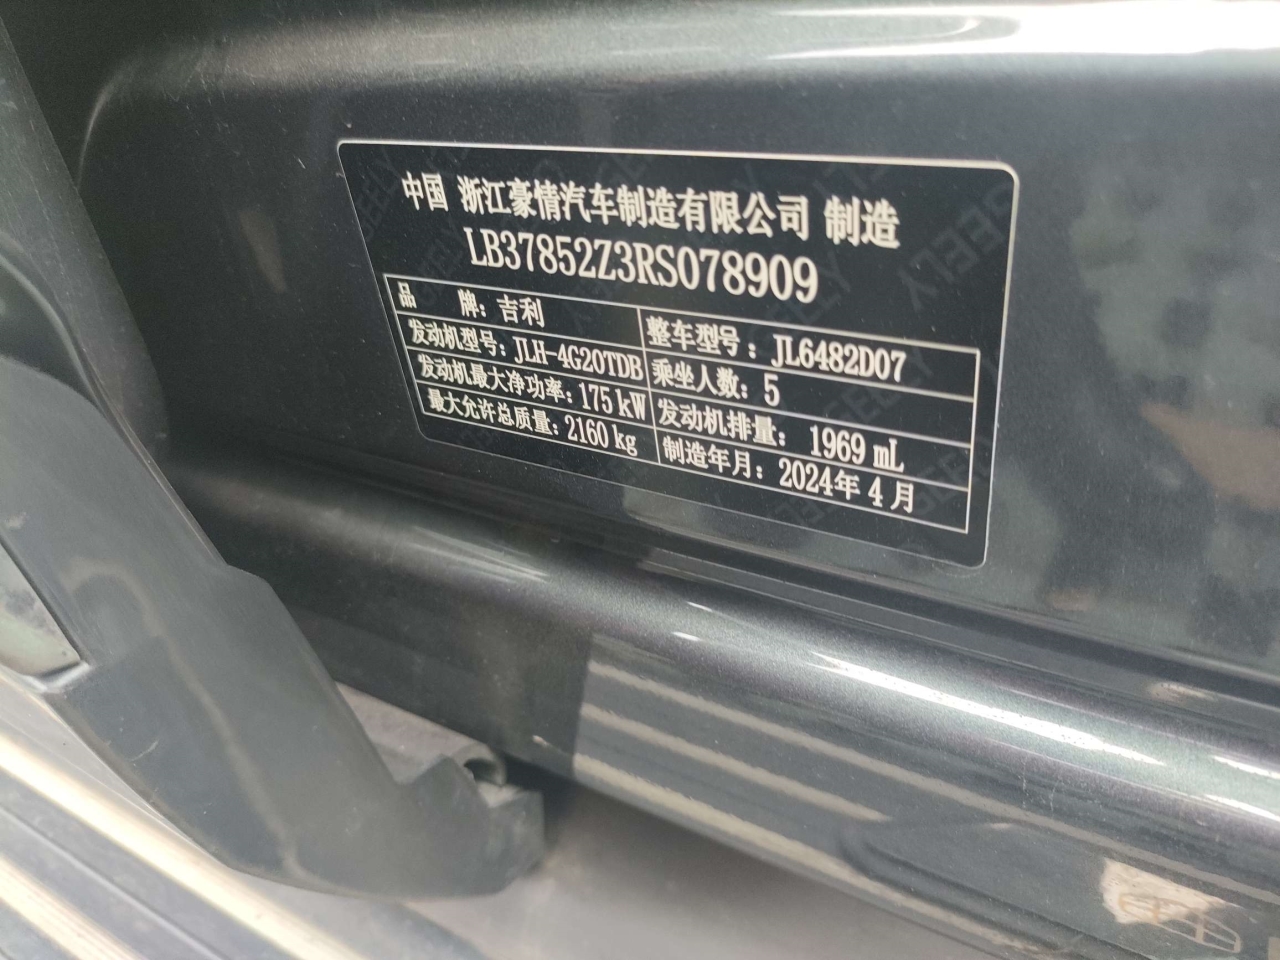 中国 浙江豪情汽车制造有限公司 制造
LB37852Z3RS078909
品 牌：吉利 整车型号：JL6482D07
发动机型号：JLH-4G20TDB 乘坐人数：5
发动机最大净功率：175 kW 发动机排量：1969 mL
最大允许总质量：2160 kg 制造年月：2024年 4 月